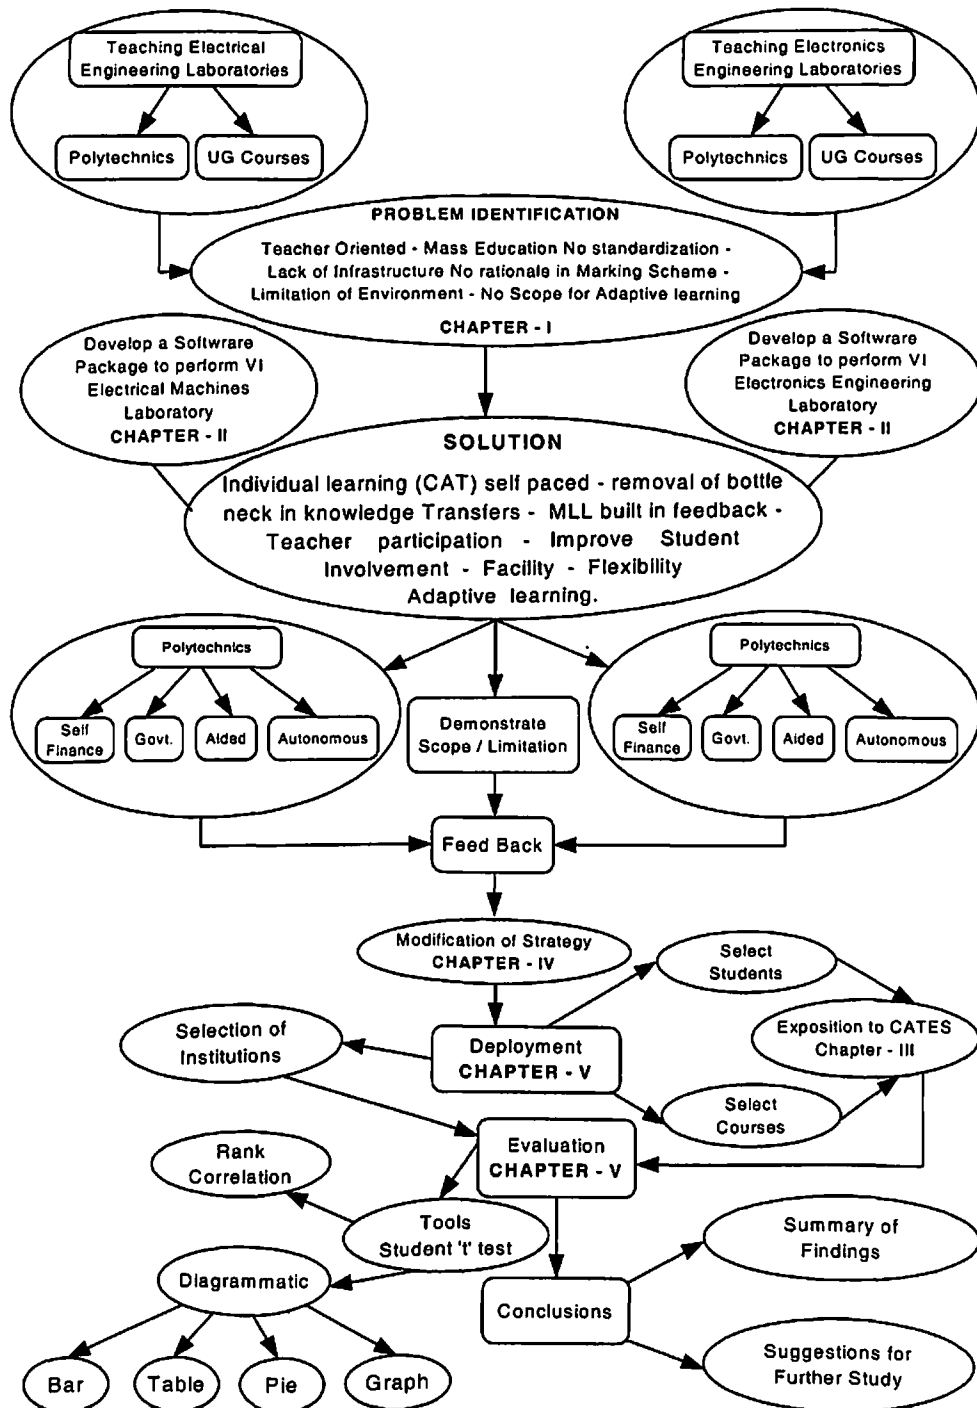 Teaching Electrical
Engineering Laboratories
Polytechnics
UG Courses
Teaching Electronics
Engineering Laboratories
Polytechnics
UG Courses
PROBLEM IDENTIFICATION
Teacher Oriented - Mass Education No standardization -
Lack of Infrastructure No rationale in Marking Scheme -
Limitation of Environment - No Scope for Adaptive learning
CHAPTER - I
Develop a Software
Package to perform VI
Electrical Machines
Laboratory
CHAPTER - II
Develop a Software
Package to perform VI
Electronics Engineering
Laboratory
CHAPTER - II
SOLUTION
Individual learning (CAT) self paced - removal of bottle
neck in knowledge Transfers - MLL built in feedback -
Teacher participation - Improve Student
Involvement - Facility - Flexibility
Adaptive learning.
Polytechnics
Self
Finance
Govt.
Aided
Autonomous
Demonstrate
Scope / Limitation
Polytechnics
Self
Finance
Govt.
Aided
Autonomous
Feed Back
Modification of Strategy
CHAPTER - IV
Select
Students
Selection of
Institutions
Deployment
CHAPTER - V
Exposition to CATES
Chapter - III
Select
Courses
Evaluation
CHAPTER - V
Rank
Correlation
Tools
Student 't' test
Summary of
Findings
Diagrammatic
Conclusions
Bar
Table
Pie
Graph
Suggestions for
Further Study